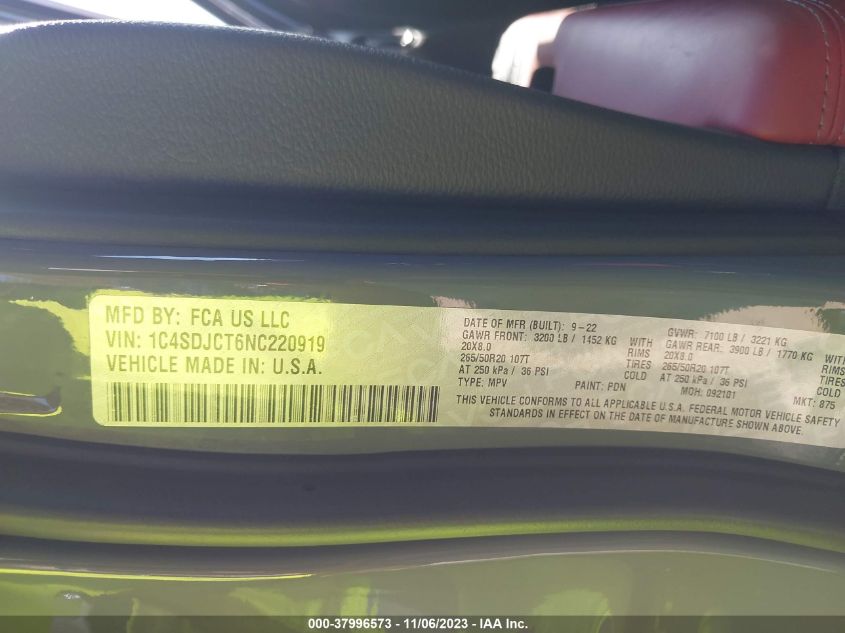 MFD BY: FCA US LLC
VIN: 1C4SDJCT6NC220919
VEHICLE MADE IN: U.S.A.
DATE OF MFR (BUILT): 9-22 GVWR: 7100 LB / 3221 KG
GAWR FRONT: 3200 LB / 1452 KG WITH GAWR REAR: 3900 LB / 1770 KG WITH
20X8.0 RIMS 20X8.0 RIMS
265/50R20 107T TIRES 265/50R20 107T TIRES
AT 250 kPa / 36 PSI COLD AT 250 kPa / 36 PSI COLD
TYPE: MPV PAINT: PDN MDH: 092101 MKT: 875
THIS VEHICLE CONFORMS TO ALL APPLICABLE U.S.A. FEDERAL MOTOR VEHICLE SAFETY
STANDARDS IN EFFECT ON THE DATE OF MANUFACTURE SHOWN ABOVE.
000-37996573 - 11/06/2023 - IAA Inc.